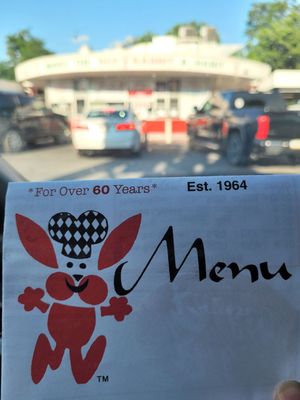 *For Over 60 Years*
Est. 1964
Menu
TM